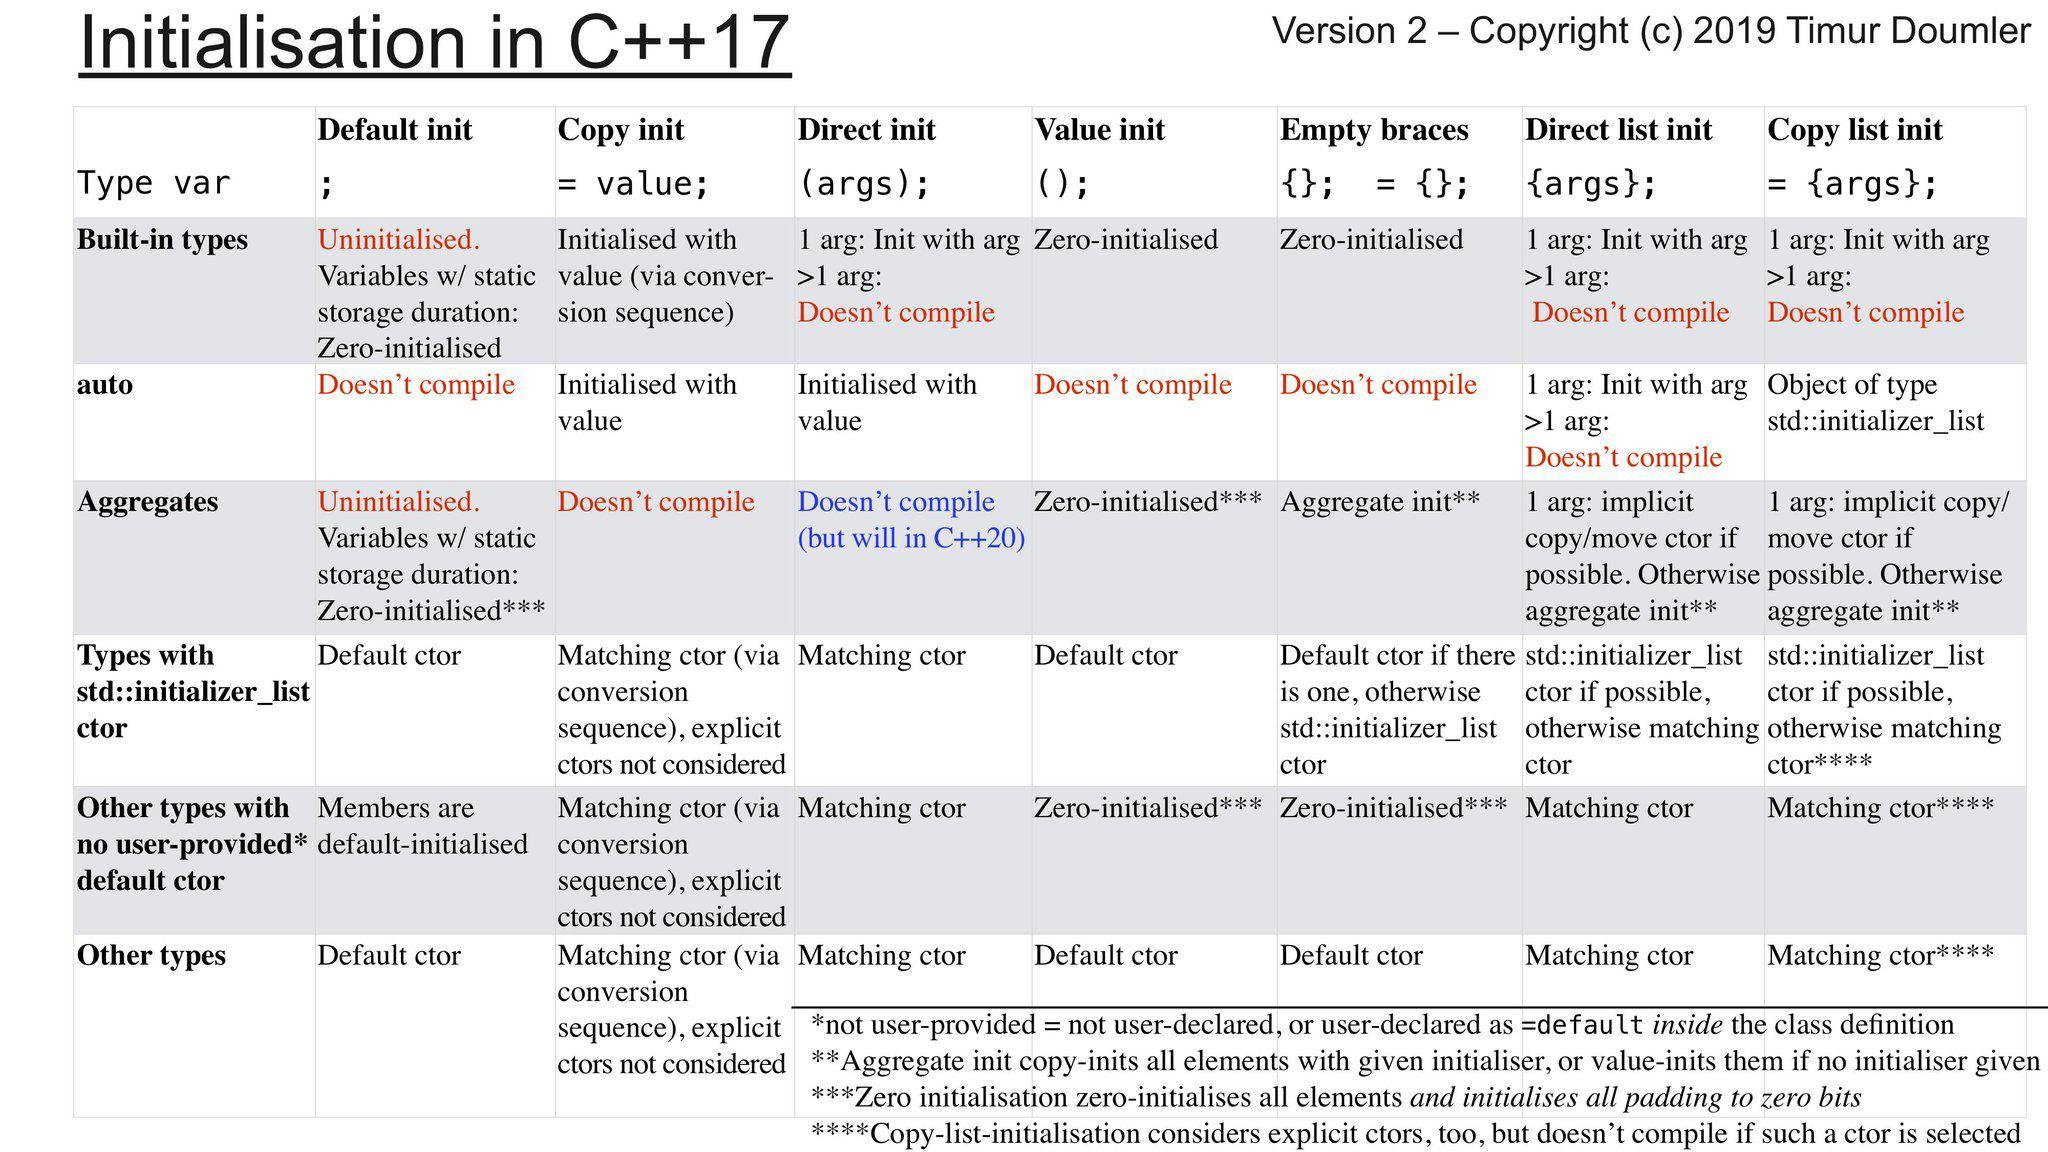 Initialisation in C++17
Version 2 – Copyright (c) 2019 Timur Doumler
Default init
Copy init
Direct init
Value init
Empty braces
Direct list init
Copy list init
Type var
;
= value;
(args);
();
{};  = {};
{args};
= {args};
Built-in types
Uninitialised.
Variables w/ static
storage duration:
Zero-initialised
Initialised with
value (via conver-
sion sequence)
1 arg: Init with arg
>1 arg:
Doesn’t compile
Zero-initialised
Zero-initialised
1 arg: Init with arg
>1 arg:
Doesn’t compile
1 arg: Init with arg
>1 arg:
Doesn’t compile
auto
Doesn’t compile
Initialised with
value
Initialised with
value
Doesn’t compile
Doesn’t compile
1 arg: Init with arg
>1 arg:
Doesn’t compile
Object of type
std::initializer_list
Aggregates
Uninitialised.
Variables w/ static
storage duration:
Zero-initialised***
Doesn’t compile
Doesn’t compile
(but will in C++20)
Zero-initialised***
Aggregate init**
1 arg: implicit
copy/move ctor if
possible. Otherwise
aggregate init**
1 arg: implicit copy/
move ctor if
possible. Otherwise
aggregate init**
Types with
std::initializer_list
ctor
Default ctor
Matching ctor (via
conversion
sequence), explicit
ctors not considered
Matching ctor
Default ctor
Default ctor if there
is one, otherwise
std::initializer_list
ctor
std::initializer_list
ctor if possible,
otherwise matching
ctor
std::initializer_list
ctor if possible,
otherwise matching
ctor****
Other types with
no user-provided*
default ctor
Members are
default-initialised
Matching ctor (via
conversion
sequence), explicit
ctors not considered
Matching ctor
Zero-initialised***
Zero-initialised***
Matching ctor
Matching ctor****
Other types
Default ctor
Matching ctor (via
conversion
sequence), explicit
ctors not considered
Matching ctor
Default ctor
Default ctor
Matching ctor
Matching ctor****
*not user-provided = not user-declared, or user-declared as =default inside the class definition
**Aggregate init copy-inits all elements with given initialiser, or value-inits them if no initialiser given
***Zero initialisation zero-initialises all elements and initialises all padding to zero bits
****Copy-list-initialisation considers explicit ctors, too, but doesn’t compile if such a ctor is selected